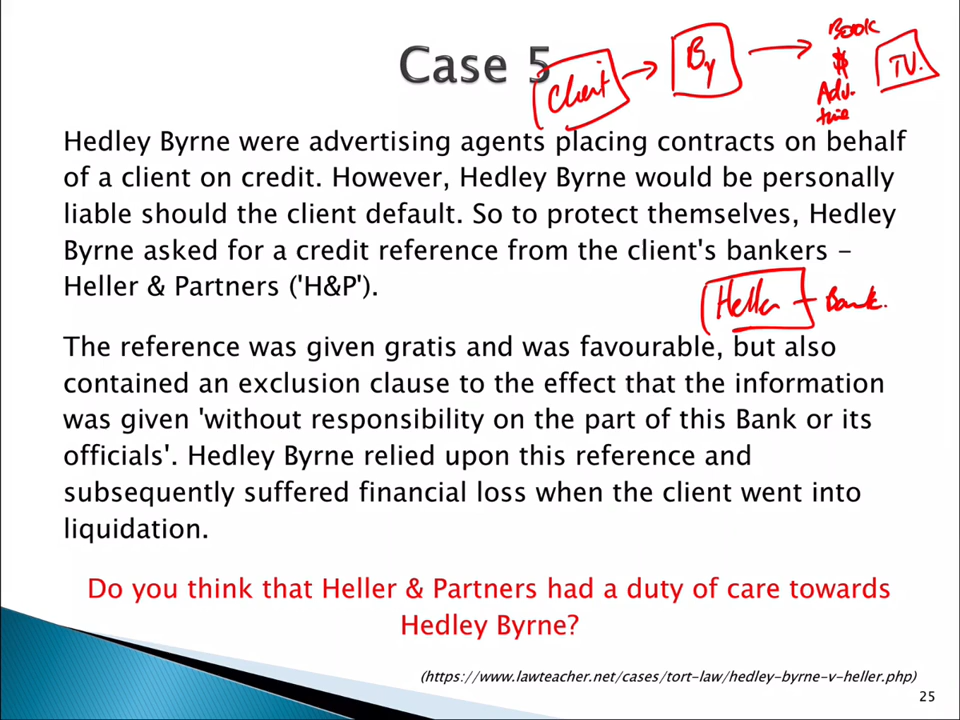 Case 5
Client
By
Book
$
Adv.
time
TV.
Hedley Byrne were advertising agents placing contracts on behalf
of a client on credit. However, Hedley Byrne would be personally
liable should the client default. So to protect themselves, Hedley
Byrne asked for a credit reference from the client's bankers –
Heller & Partners ('H&P').
Heller – Bank.
The reference was given gratis and was favourable, but also
contained an exclusion clause to the effect that the information
was given 'without responsibility on the part of this Bank or its
officials'. Hedley Byrne relied upon this reference and
subsequently suffered financial loss when the client went into
liquidation.
Do you think that Heller & Partners had a duty of care towards
Hedley Byrne?
(https://www.lawteacher.net/cases/tort-law/hedley-byrne-v-heller.php)
25